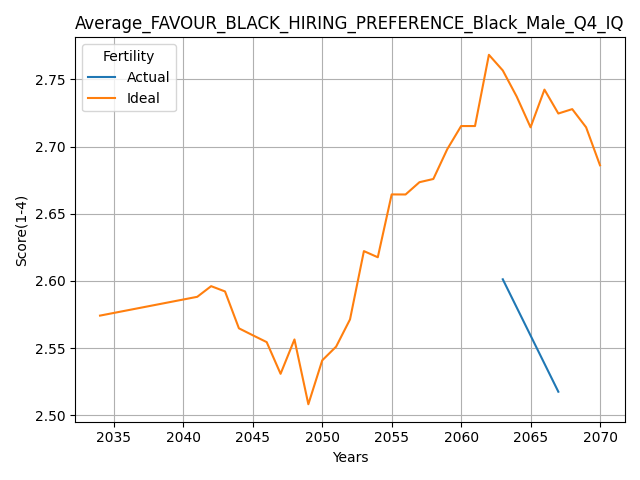 Average_FAVOUR_BLACK_HIRING_PREFERENCE_Black_Male_Q4_IQ
Fertility
Actual
Ideal
Score(1-4)
2.75
2.70
2.65
2.60
2.55
2.50
2035 2040 2045 2050 2055 2060 2065 2070
Years